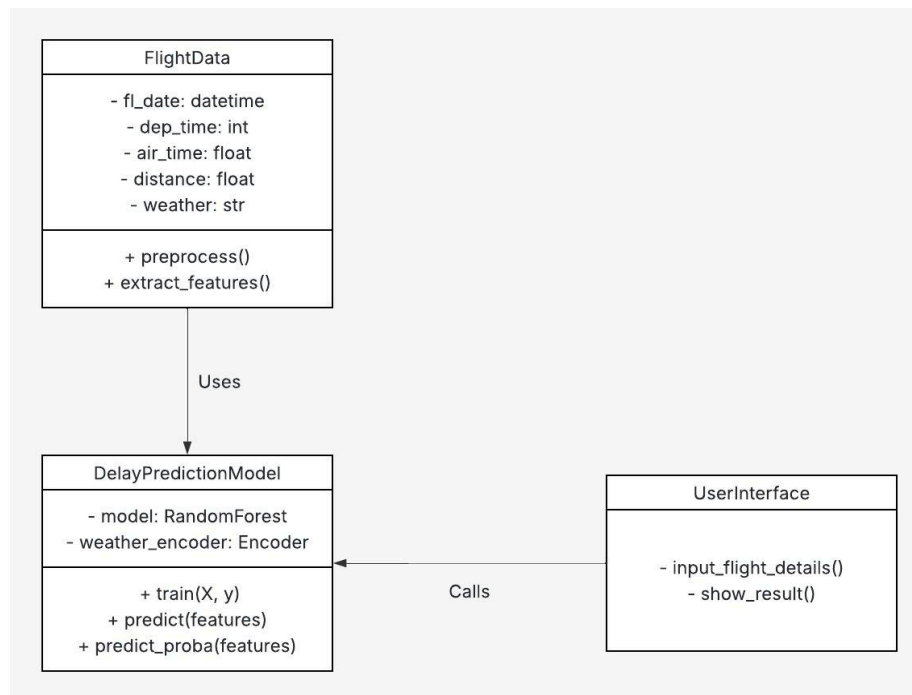 FlightData
- fl_date: datetime
- dep_time: int
- air_time: float
- distance: float
- weather: str
+ preprocess()
+ extract_features()
Uses
DelayPredictionModel
- model: RandomForest
- weather_encoder: Encoder
+ train(X, y)
+ predict(features)
+ predict_proba(features)
Calls
UserInterface
- input_flight_details()
- show_result()